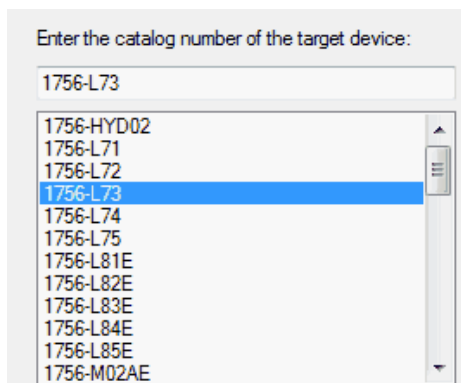 Enter the catalog number of the target device:
1756-L73
1756-HYD02
1756-L71
1756-L72
1756-L73
1756-L74
1756-L75
1756-L81E
1756-L82E
1756-L83E
1756-L84E
1756-L85E
1756-M02AE